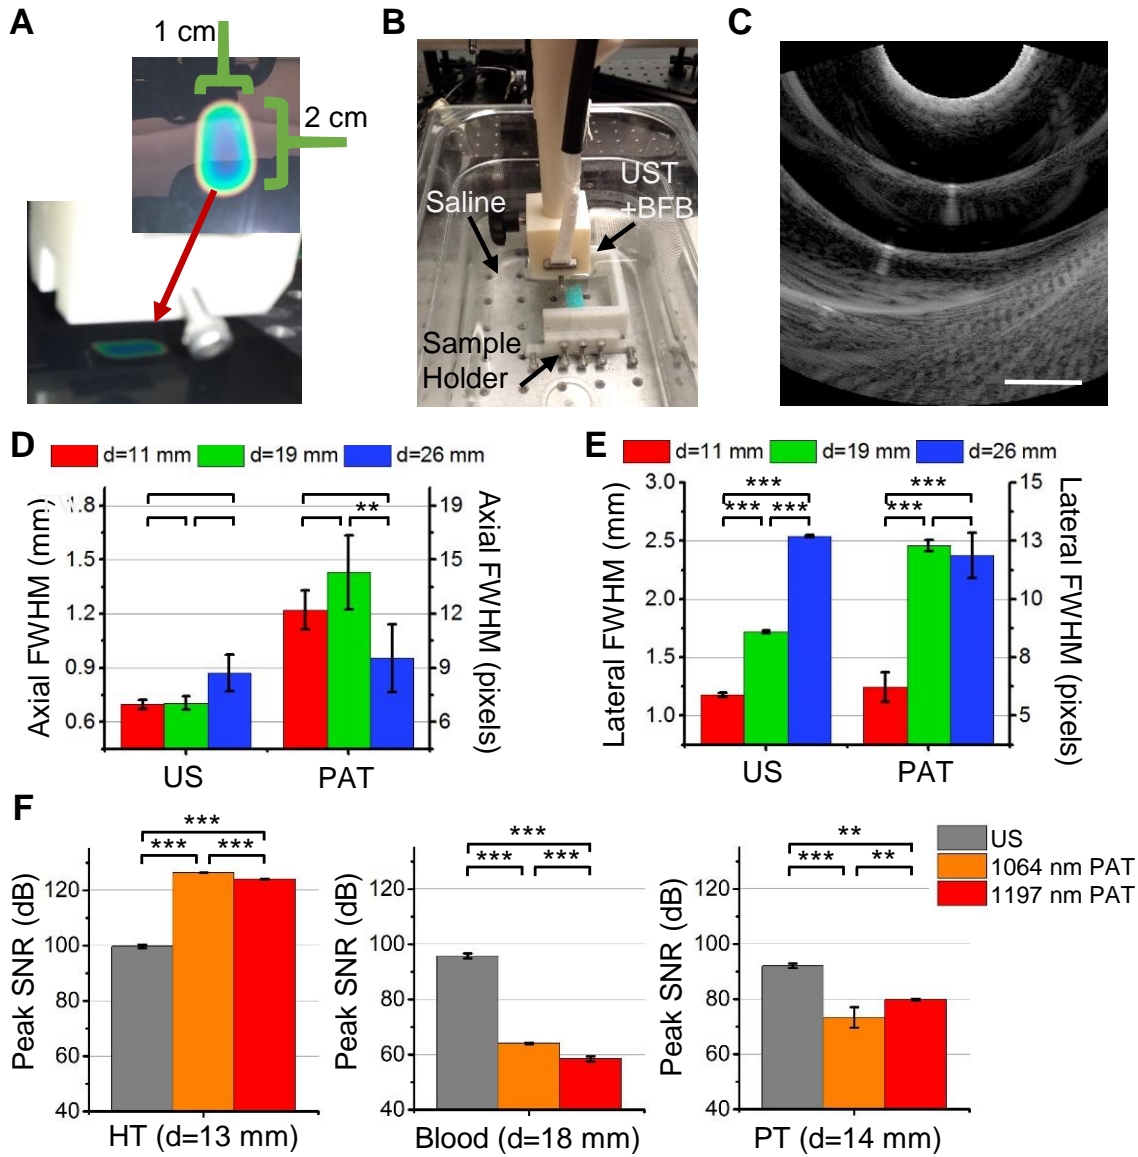 A
1 cm
2 cm
B
Saline
UST
+BFB
Sample
Holder
C
D
d=11 mm
d=19 mm
d=26 mm
Axial FWHM (mm)
1.8
1.5
1.2
0.9
0.6
**
19
15
12
9
6
Axial FWHM (pixels)
US
PAT
E
d=11 mm
d=19 mm
d=26 mm
Lateral FWHM (mm)
3.0
2.5
2.0
1.5
1.0
***
*** ***
***
***
15
13
10
8
5
Lateral FWHM (pixels)
US
PAT
F
Peak SNR (dB)
120
100
80
60
40
***
*** ***
HT (d=13 mm)
Peak SNR (dB)
120
100
80
60
40
***
*** ***
Blood (d=18 mm)
Peak SNR (dB)
120
100
80
60
40
**
*** **
PT (d=14 mm)
US
1064 nm PAT
1197 nm PAT